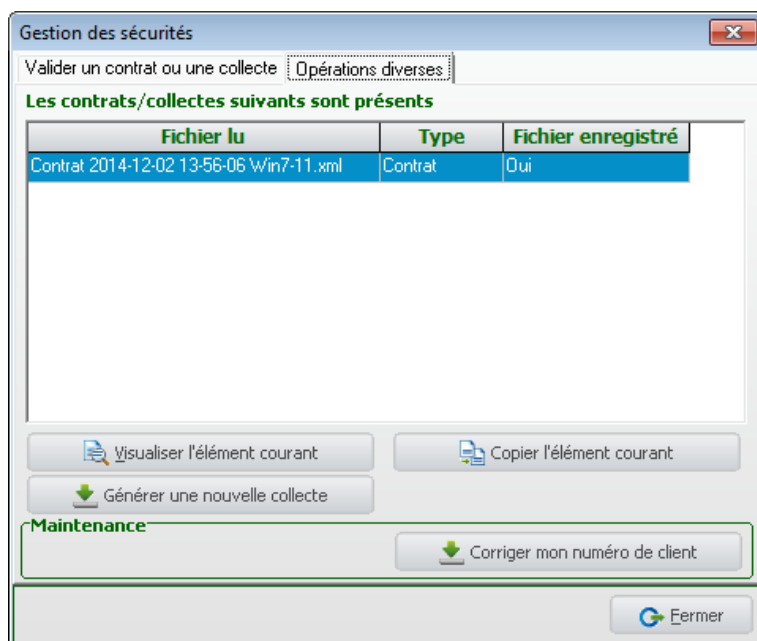 Gestion des sécurités
Valider un contrat ou une collecte Opérations diverses
Les contrats/collectes suivants sont présents
Fichier lu Type Fichier enregistré
Contrat 2014-12-02 13-56-06 Win7-11.xml Contrat Oui
Visualiser l'élément courant Copier l'élément courant
Générer une nouvelle collecte
Maintenance
Corriger mon numéro de client
Fermer